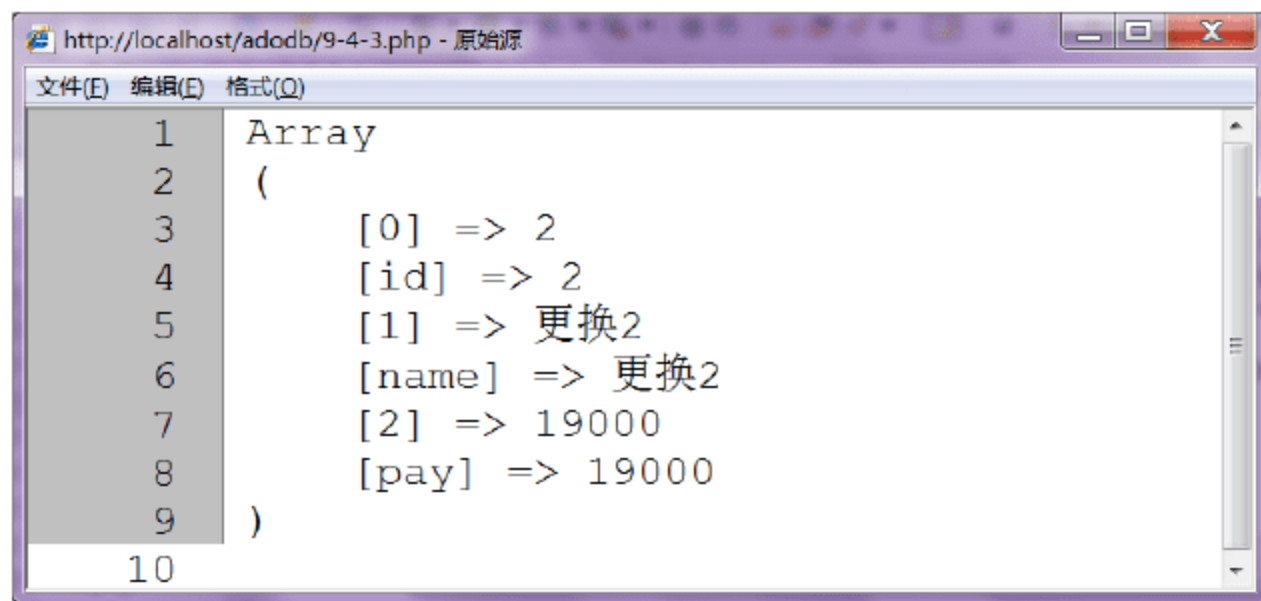 http://localhost/adodb/9-4-3.php - 原始源
文件(F) 编辑(E) 格式(O)
1 Array
2 (
3 [0] => 2
4 [id] => 2
5 [1] => 更换2
6 [name] => 更换2
7 [2] => 19000
8 [pay] => 19000
9 )
10